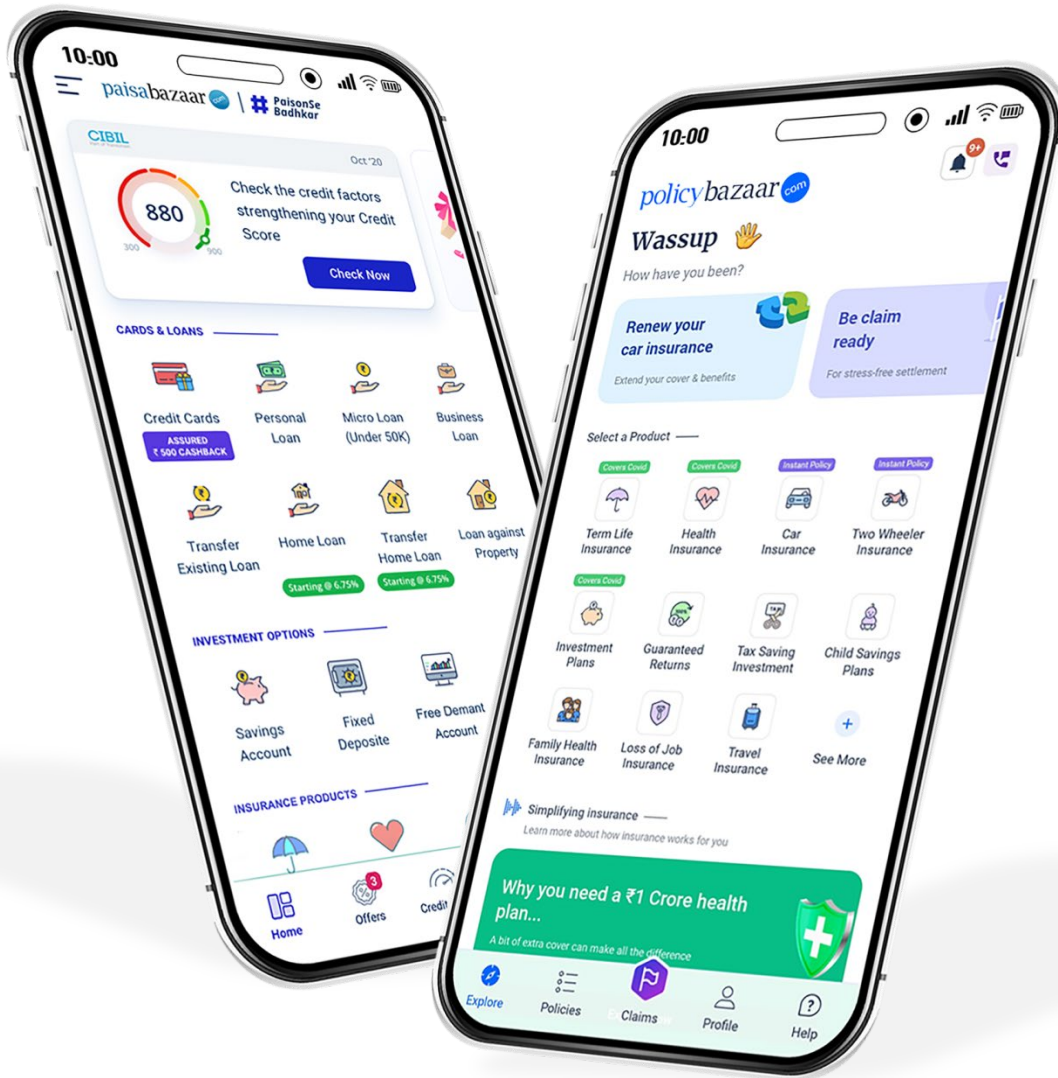 10:00
paisabazaar com | # PaisonSe
Badhkar
CIBIL
Oct '20
880
300
900
Check the credit factors
strengthening your Credit
Score
Check Now
CARDS & LOANS
Credit Cards
ASSURED
₹ 500 CASHBACK
Personal
Loan
Micro Loan
(Under 50K)
Business
Loan
Transfer
Existing Loan
Home Loan
Starting @ 6.75%
Transfer
Home Loan
Starting @ 6.75%
Loan against
Property
INVESTMENT OPTIONS
Savings
Account
Fixed
Deposite
Free Demant
Account
INSURANCE PRODUCTS
Home
3
Offers
Credit
10:00
9+
policybazaar com
Wassup 🖐
How have you been?
Renew your
car insurance
Extend your cover & benefits
Be claim
ready
For stress-free settlement
Select a Product
Covers Covid
Term Life
Insurance
Covers Covid
Health
Insurance
Instant Policy
Car
Insurance
Instant Policy
Two Wheeler
Insurance
Covers Covid
Investment
Plans
100%
Guaranteed
Returns
TAX
Tax Saving
Investment
Child Savings
Plans
Family Health
Insurance
Loss of Job
Insurance
Travel
Insurance
+
See More
Simplifying insurance
Learn more about how insurance works for you
Why you need a ₹1 Crore health
plan...
A bit of extra cover can make all the difference
Explore
Policies
Claims
Profile
Help